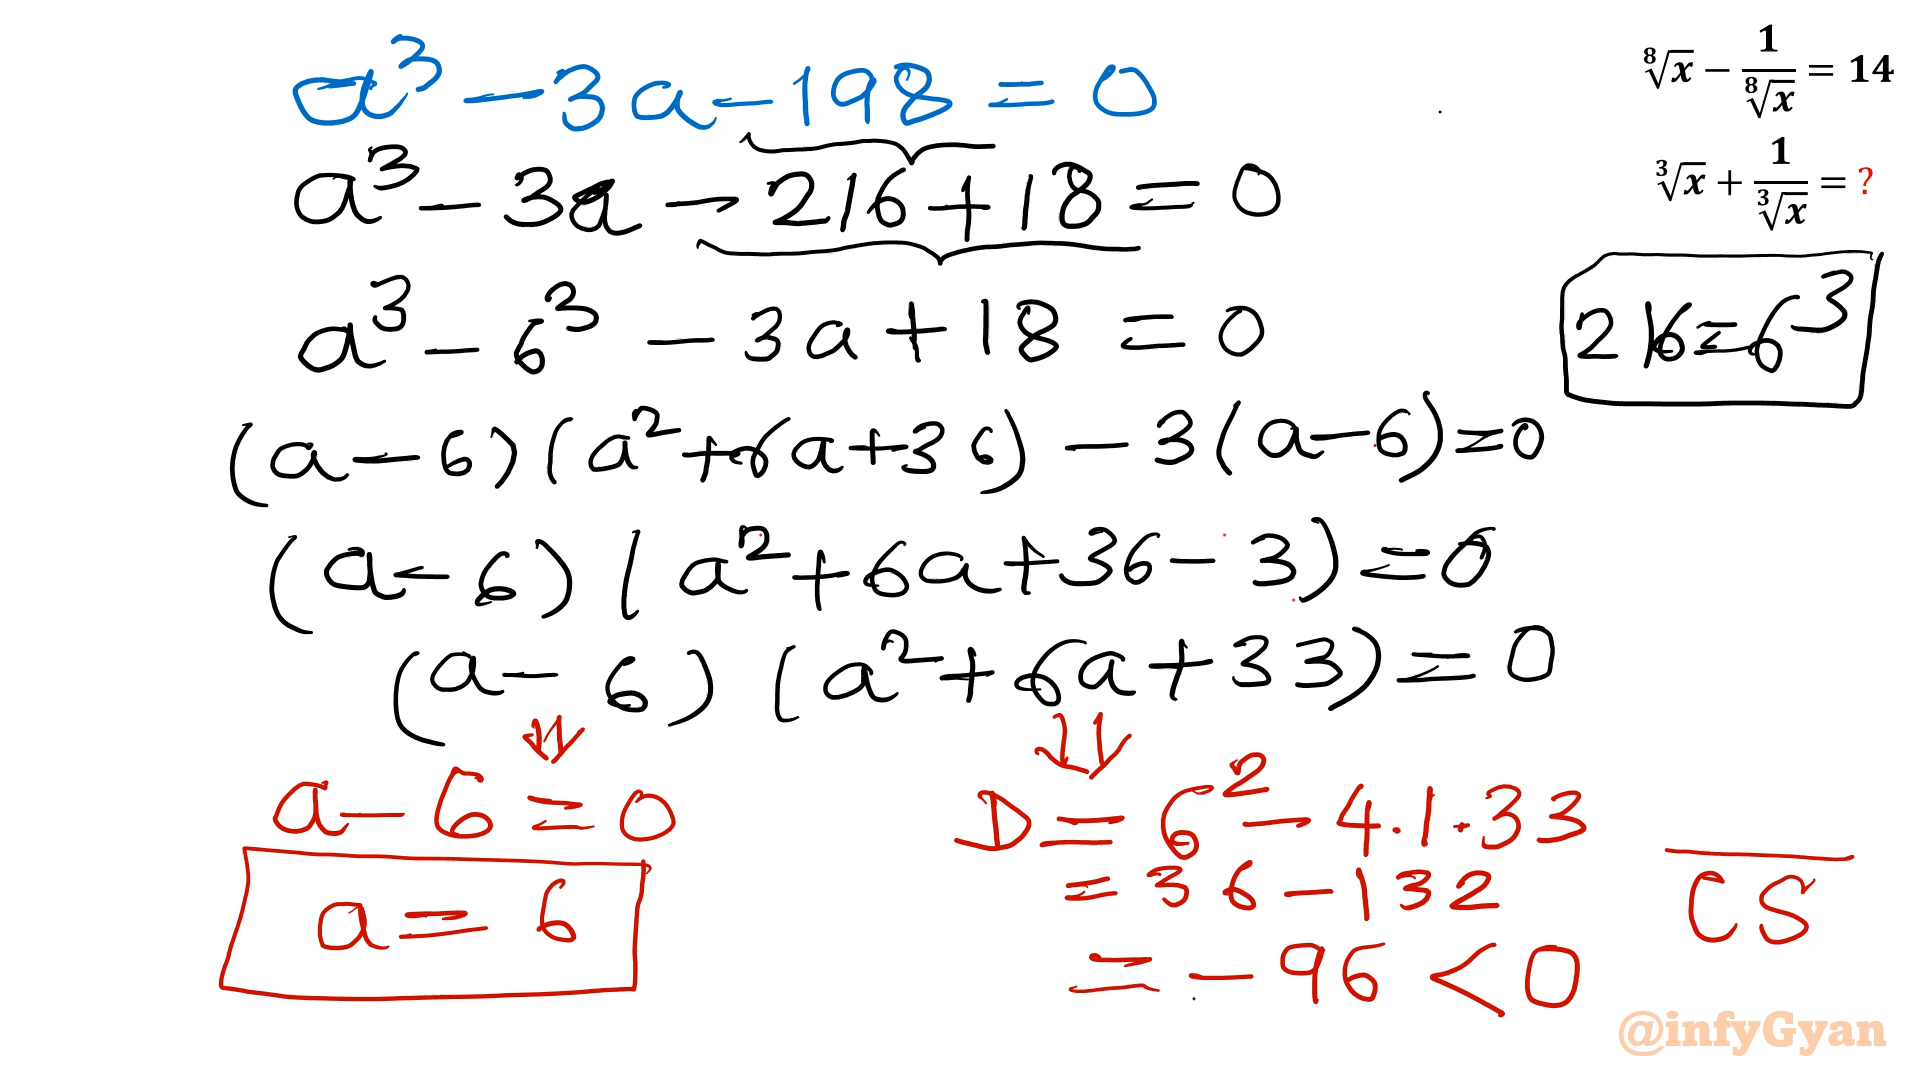 a³ − 3a − 198 = 0
a³ − 3a − 216 + 18 = 0
a³ − 6³ − 3a + 18 = 0
(a − 6)(a² + 6a + 36) − 3(a − 6) = 0
(a − 6)(a² + 6a + 36 − 3) = 0
(a − 6)(a² + 6a + 33) = 0
a − 6 = 0
a = 6
D = 6² − 4.1.33
= 36 − 132
= −96 < 0
CS
⁸√x − 1/⁸√x = 14
³√x + 1/³√x = ?
216 = 6³
@infyGyan